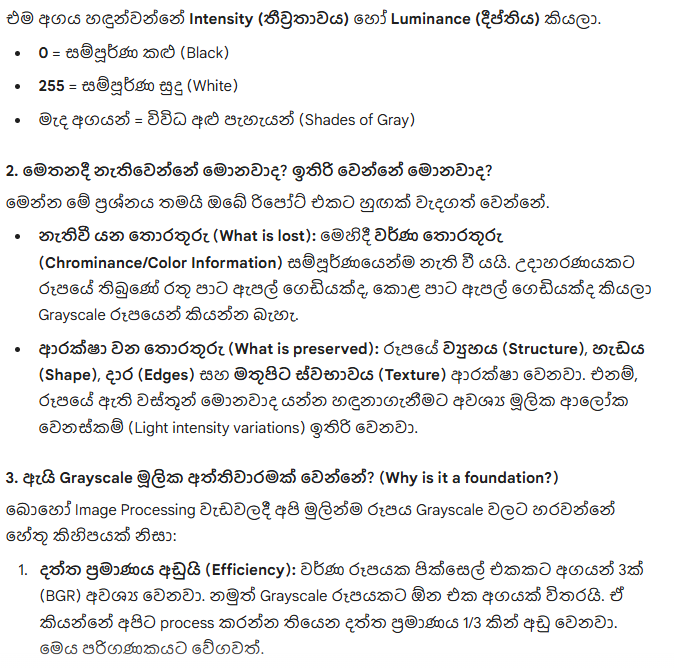 එම අගය හඳුන්වන්නේ Intensity (තීව්‍රතාවය) හෝ Luminance (දීප්තිය) කියලා.
• 0 = සම්පූර්ණ කළු (Black)
• 255 = සම්පූර්ණ සුදු (White)
• මැද අගයන් = විවිධ අළු පැහැයන් (Shades of Gray)
2. මෙතනදී නැතිවෙන්නේ මොනවාද? ඉතිරි වෙන්නේ මොනවාද?
මෙන්න මේ ප්‍රශ්නය තමයි ඔබේ රිපෝට් එකට හුඟක් වැදගත් වෙන්නේ.
• නැතිවී යන තොරතුරු (What is lost): මෙහිදී වර්ණ තොරතුරු
(Chrominance/Color Information) සම්පූර්ණයෙන්ම නැති වී යයි. උදාහරණයකට
රූපයේ තිබුණේ රතු පාට ඇපල් ගෙඩියක්ද, කොළ පාට ඇපල් ගෙඩියක්ද කියලා
Grayscale රූපයෙන් කියන්න බැහැ.
• ආරක්ෂා වන තොරතුරු (What is preserved): රූපයේ ව්‍යුහය (Structure), හැඩය
(Shape), දාර (Edges) සහ මතුපිට ස්වභාවය (Texture) ආරක්ෂා වෙනවා. එනම්,
රූපයේ ඇති වස්තූන් මොනවාද යන්න හඳුනාගැනීමට අවශ්‍ය මූලික ආලෝක
වෙනස්කම් (Light intensity variations) ඉතිරි වෙනවා.
3. ඇයි Grayscale මූලික අත්තිවාරමක් වෙන්නේ? (Why is it a foundation?)
බොහෝ Image Processing වැඩවලදී අපි මුලින්ම රූපය Grayscale වලට හරවන්නේ
හේතු කිහිපයක් නිසා:
1. දත්ත ප්‍රමාණය අඩුයි (Efficiency): වර්ණ රූපයක පික්සෙල් එකකට අගයන් 3ක්
(BGR) අවශ්‍ය වෙනවා. නමුත් Grayscale රූපයකට ඕන එක අගයක් විතරයි. ඒ
කියන්නේ අපිට process කරන්න තියෙන දත්ත ප්‍රමාණය 1/3 කින් අඩු වෙනවා.
මෙය පරිගණකයට වේගවත්.